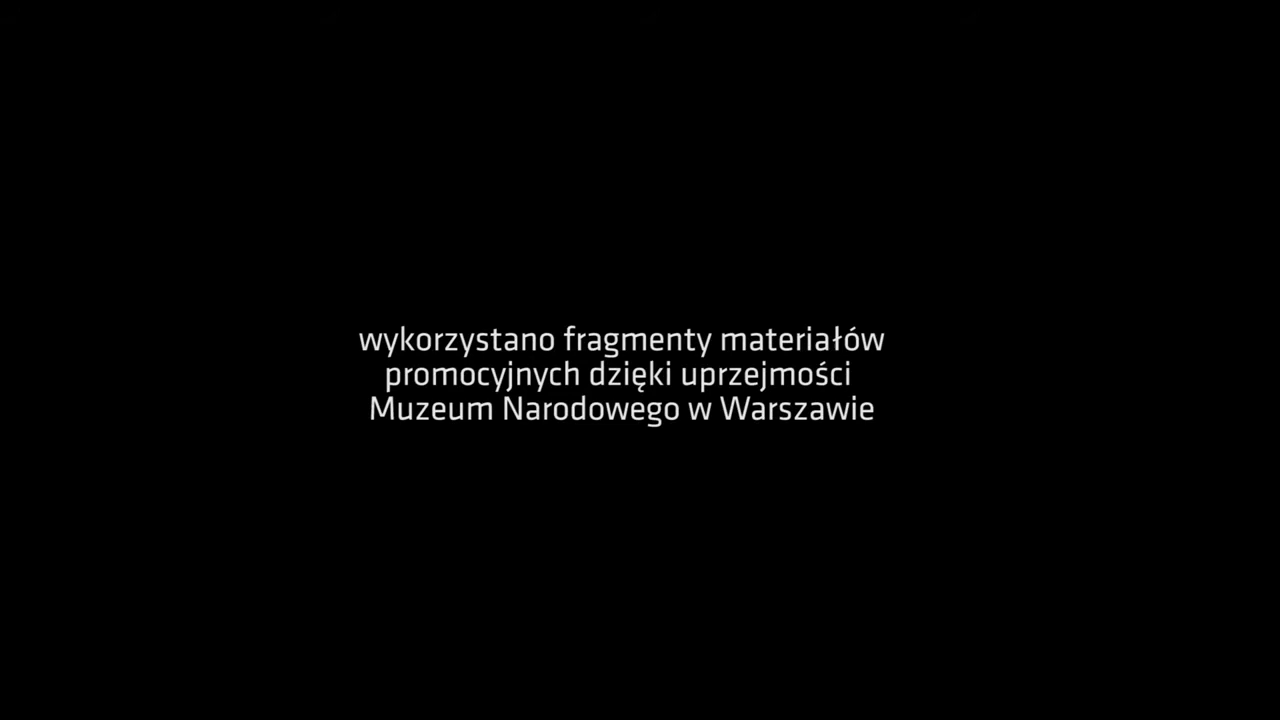 wykorzystano fragmenty materiałów
promocyjnych dzięki uprzejmości
Muzeum Narodowego w Warszawie